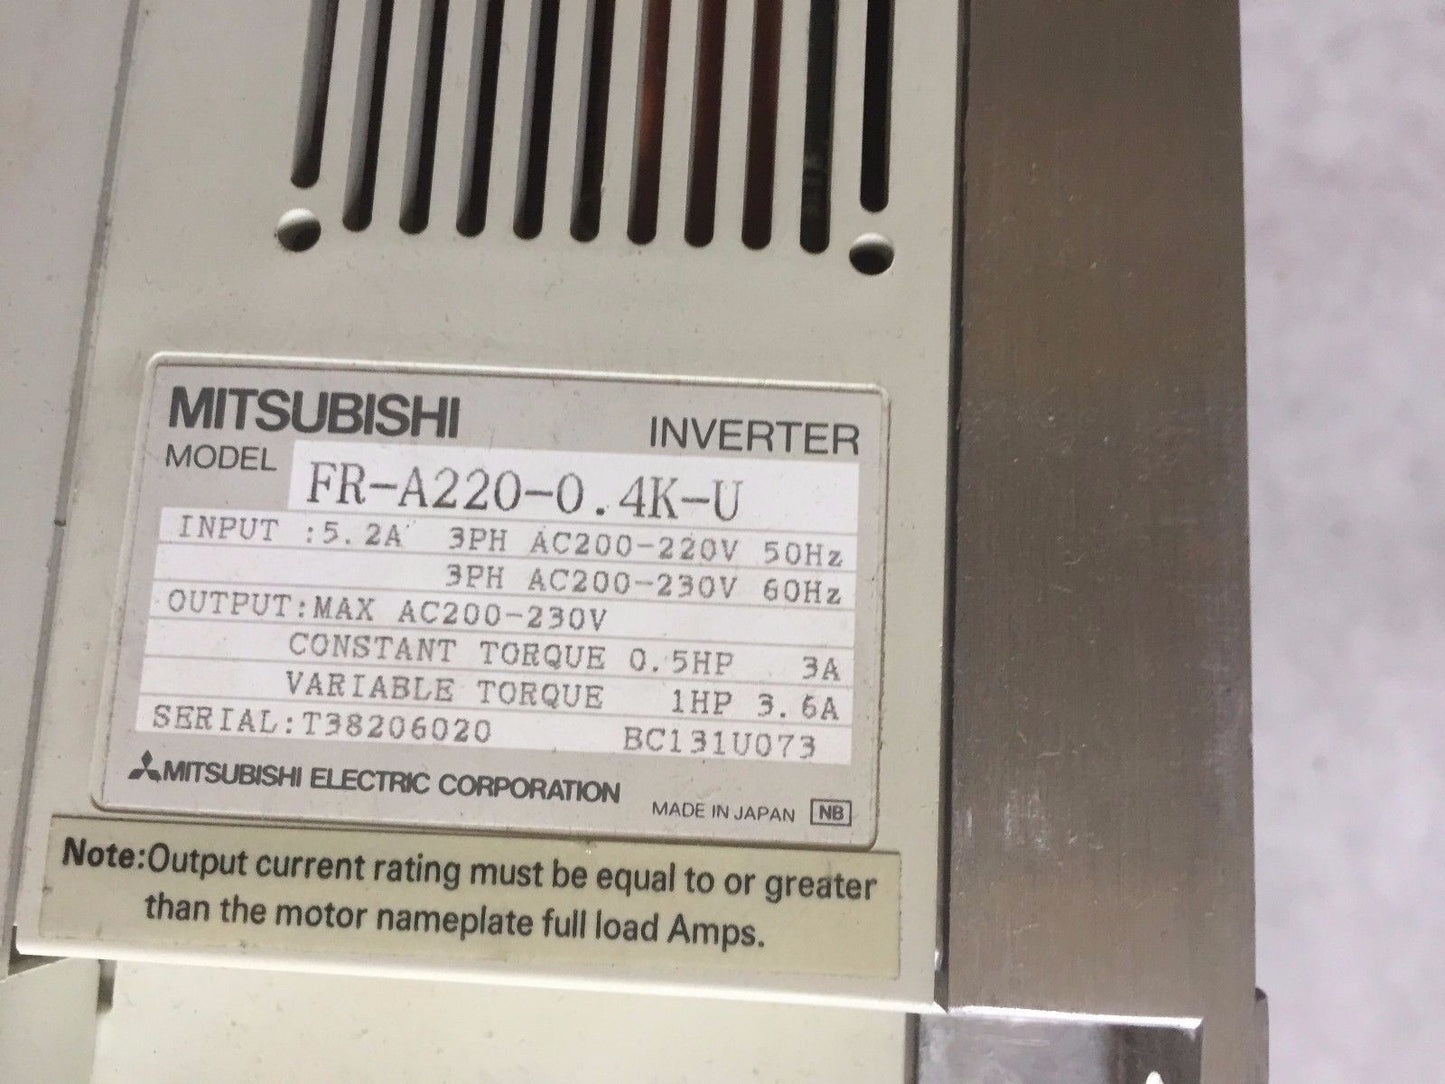 MITSUBISHI INVERTER
MODEL FR-A220-0.4K-U
INPUT :5.2A 3PH AC200-220V 50Hz
3PH AC200-230V 60Hz
OUTPUT:MAX AC200-230V
CONSTANT TORQUE 0.5HP 3A
VARIABLE TORQUE 1HP 3.6A
SERIAL:T38206020 BC131U073
MITSUBISHI ELECTRIC CORPORATION
MADE IN JAPAN NB
Note:Output current rating must be equal to or greater
than the motor nameplate full load Amps.